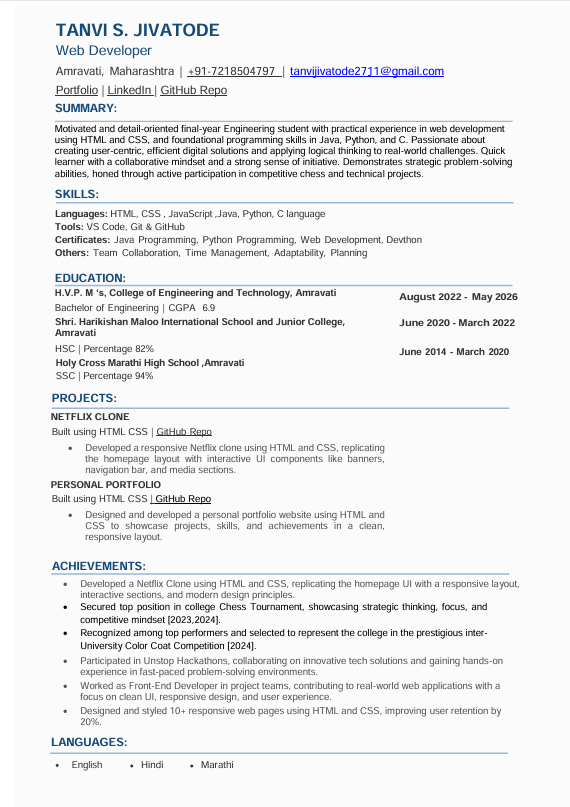 TANVI S. JIVATODE
Web Developer
Amravati, Maharashtra | +91-7218504797 | tanvijivatode2711@gmail.com
Portfolio | LinkedIn | GitHub Repo
SUMMARY:
Motivated and detail-oriented final-year Engineering student with practical experience in web development
using HTML and CSS, and foundational programming skills in Java, Python, and C. Passionate about
creating user-centric, efficient digital solutions and applying logical thinking to real-world challenges. Quick
learner with a collaborative mindset and a strong sense of initiative. Demonstrates strategic problem-solving
abilities, honed through active participation in competitive chess and technical projects.
SKILLS:
Languages: HTML, CSS , JavaScript ,Java, Python, C language
Tools: VS Code, Git & GitHub
Certificates: Java Programming, Python Programming, Web Development, Devthon
Others: Team Collaboration, Time Management, Adaptability, Planning
EDUCATION:
H.V.P. M ‘s, College of Engineering and Technology, Amravati August 2022 - May 2026
Bachelor of Engineering | CGPA 6.9
Shri. Harikishan Maloo International School and Junior College, June 2020 - March 2022
Amravati
HSC | Percentage 82% June 2014 - March 2020
Holy Cross Marathi High School ,Amravati
SSC | Percentage 94%
PROJECTS:
NETFLIX CLONE
Built using HTML CSS | GitHub Repo
• Developed a responsive Netflix clone using HTML and CSS, replicating
the homepage layout with interactive UI components like banners,
navigation bar, and media sections.
PERSONAL PORTFOLIO
Built using HTML CSS | GitHub Repo
• Designed and developed a personal portfolio website using HTML and
CSS to showcase projects, skills, and achievements in a clean,
responsive layout.
ACHIEVEMENTS:
• Developed a Netflix Clone using HTML and CSS, replicating the homepage UI with a responsive layout,
interactive sections, and modern design principles.
• Secured top position in college Chess Tournament, showcasing strategic thinking, focus, and
competitive mindset [2023,2024].
• Recognized among top performers and selected to represent the college in the prestigious inter-
University Color Coat Competition [2024].
• Participated in Unstop Hackathons, collaborating on innovative tech solutions and gaining hands-on
experience in fast-paced problem-solving environments.
• Worked as Front-End Developer in project teams, contributing to real-world web applications with a
focus on clean UI, responsive design, and user experience.
• Designed and styled 10+ responsive web pages using HTML and CSS, improving user retention by
20%.
LANGUAGES:
• English • Hindi • Marathi